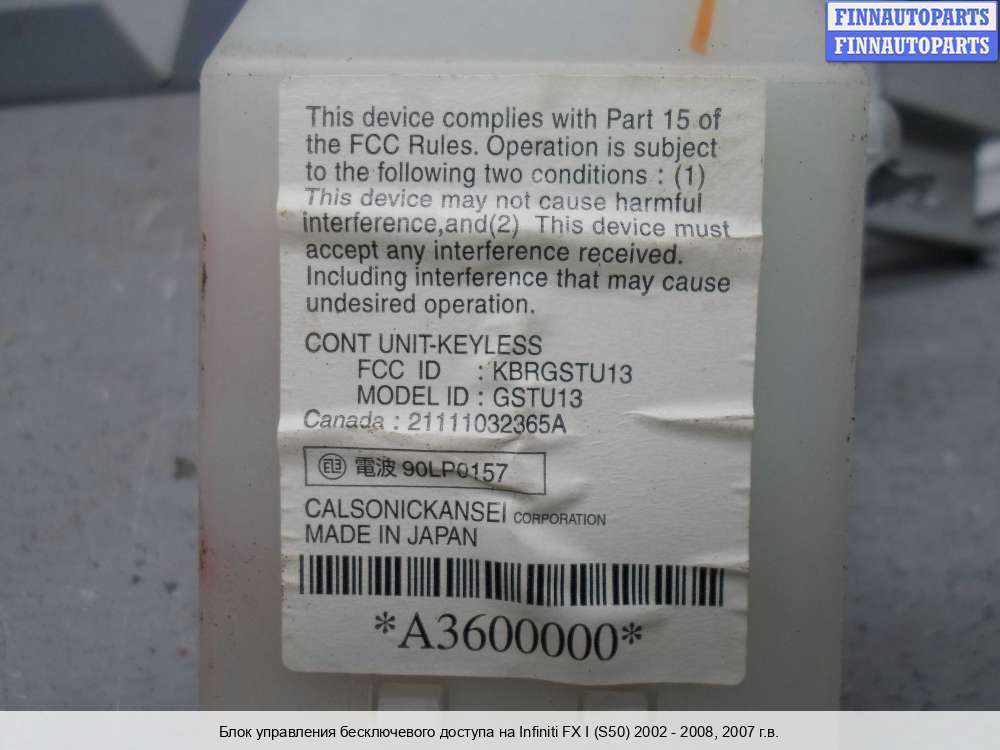 FINNAUTOPARTS
FINNAUTOPARTS
This device complies with Part 15 of
the FCC Rules. Operation is subject
to the following two conditions : (1)
This device may not cause harmful
interference,and(2) This device must
accept any interference received.
Including interference that may cause
undesired operation.
CONT UNIT-KEYLESS
FCC ID : KBRGSTU13
MODEL ID : GSTU13
Canada : 21111032365A
電波 90LP0157
CALSONICKANSEI CORPORATION
MADE IN JAPAN
*A3600000*
Блок управления бесключевого доступа на Infiniti FX I (S50) 2002 - 2008, 2007 г.в.